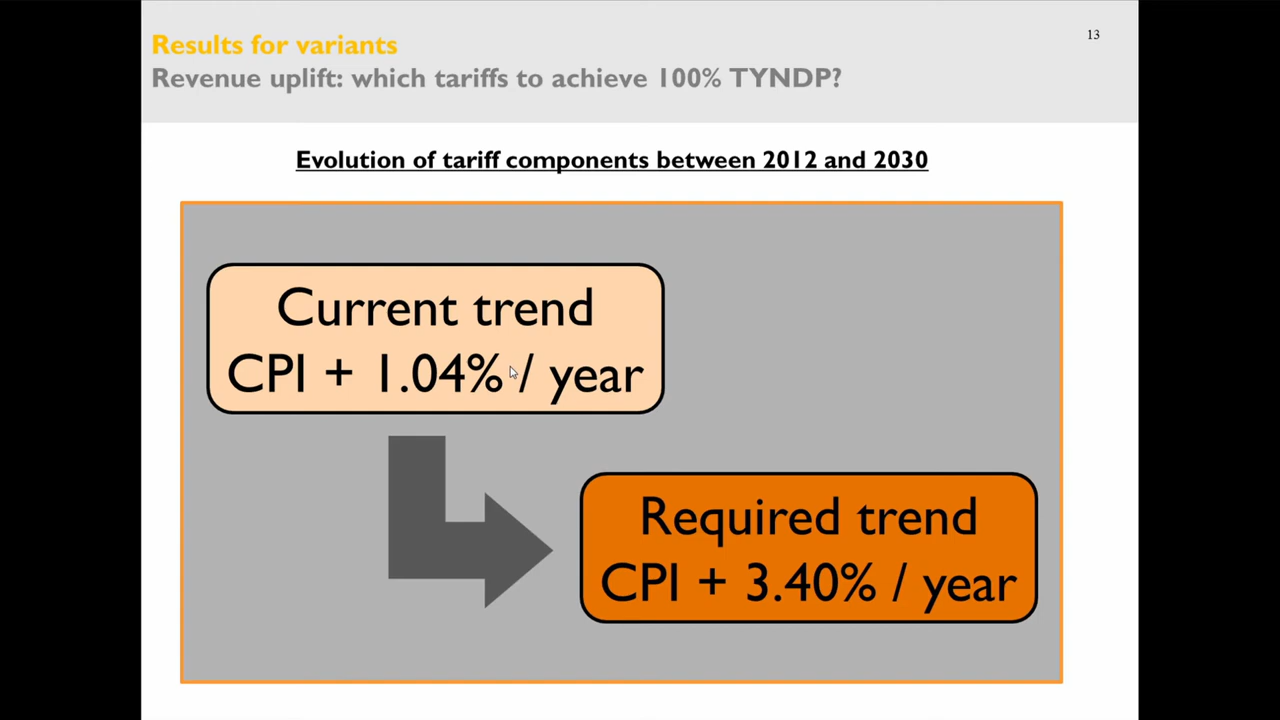 13
Results for variants
Revenue uplift: which tariffs to achieve 100% TYNDP?
Evolution of tariff components between 2012 and 2030
Current trend
CPI + 1.04% / year
Required trend
CPI + 3.40% / year